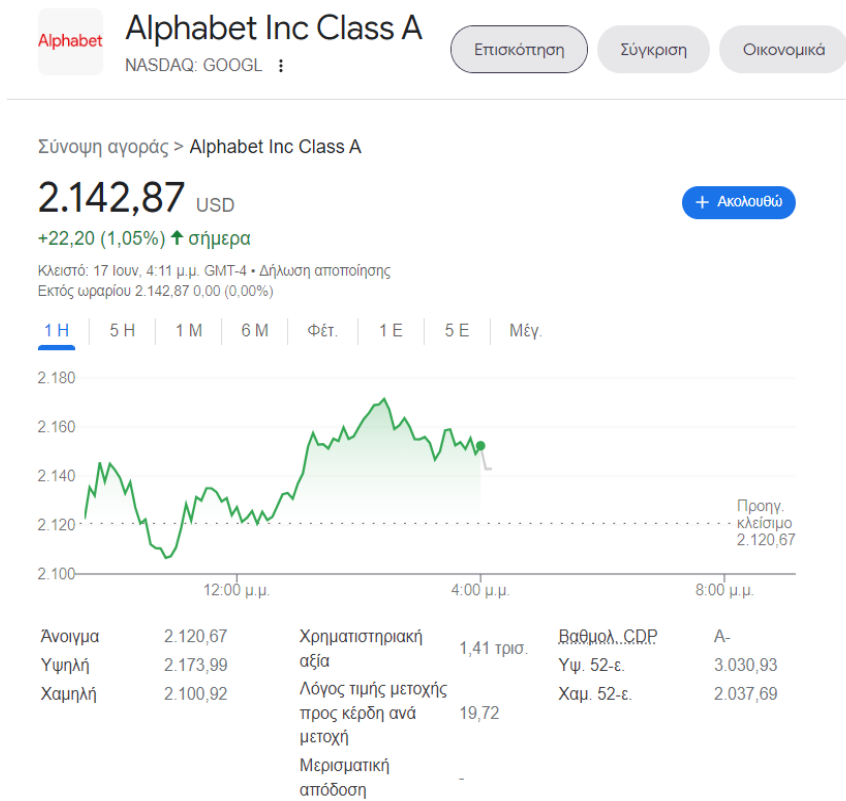 Alphabet
Alphabet Inc Class A
NASDAQ: GOOGL
Επισκόπηση
Σύγκριση
Οικονομικά
Σύνοψη αγοράς > Alphabet Inc Class A
2.142,87 USD
+ Ακολουθώ
+22,20 (1,05%) ↑ σήμερα
Κλειστό: 17 Ιουν, 4:11 μ.μ. GMT-4 • Δήλωση αποποίησης
Εκτός ωραρίου 2.142,87 0,00 (0,00%)
1 Η 5 Η 1 Μ 6 Μ Φέτ. 1 Ε 5 Ε Μέγ.
2.180
2.160
2.140
2.120
2.100
Προηγ.
κλείσιμο
2.120,67
12:00 μ.μ. 4:00 μ.μ. 8:00 μ.μ.
Άνοιγμα 2.120,67
Υψηλή 2.173,99
Χαμηλή 2.100,92
Χρηματιστηριακή
αξία 1,41 τρισ.
Λόγος τιμής μετοχής
προς κέρδη ανά 19,72
μετοχή
Μερισματική
απόδοση -
Βαθμολ. CDP A-
Υψ. 52-ε. 3.030,93
Χαμ. 52-ε. 2.037,69